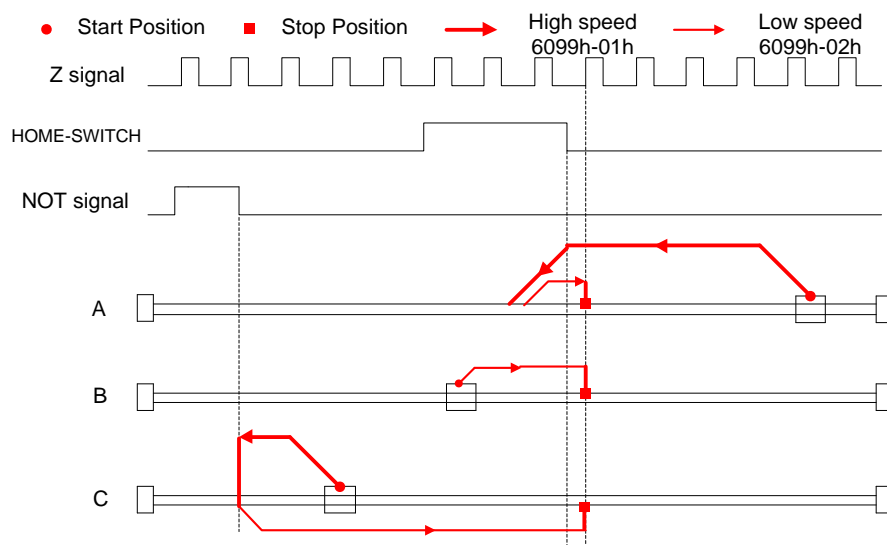 Start Position
Stop Position
High speed
6099h-01h
Low speed
6099h-02h
Z signal
HOME-SWITCH
NOT signal
A
B
C